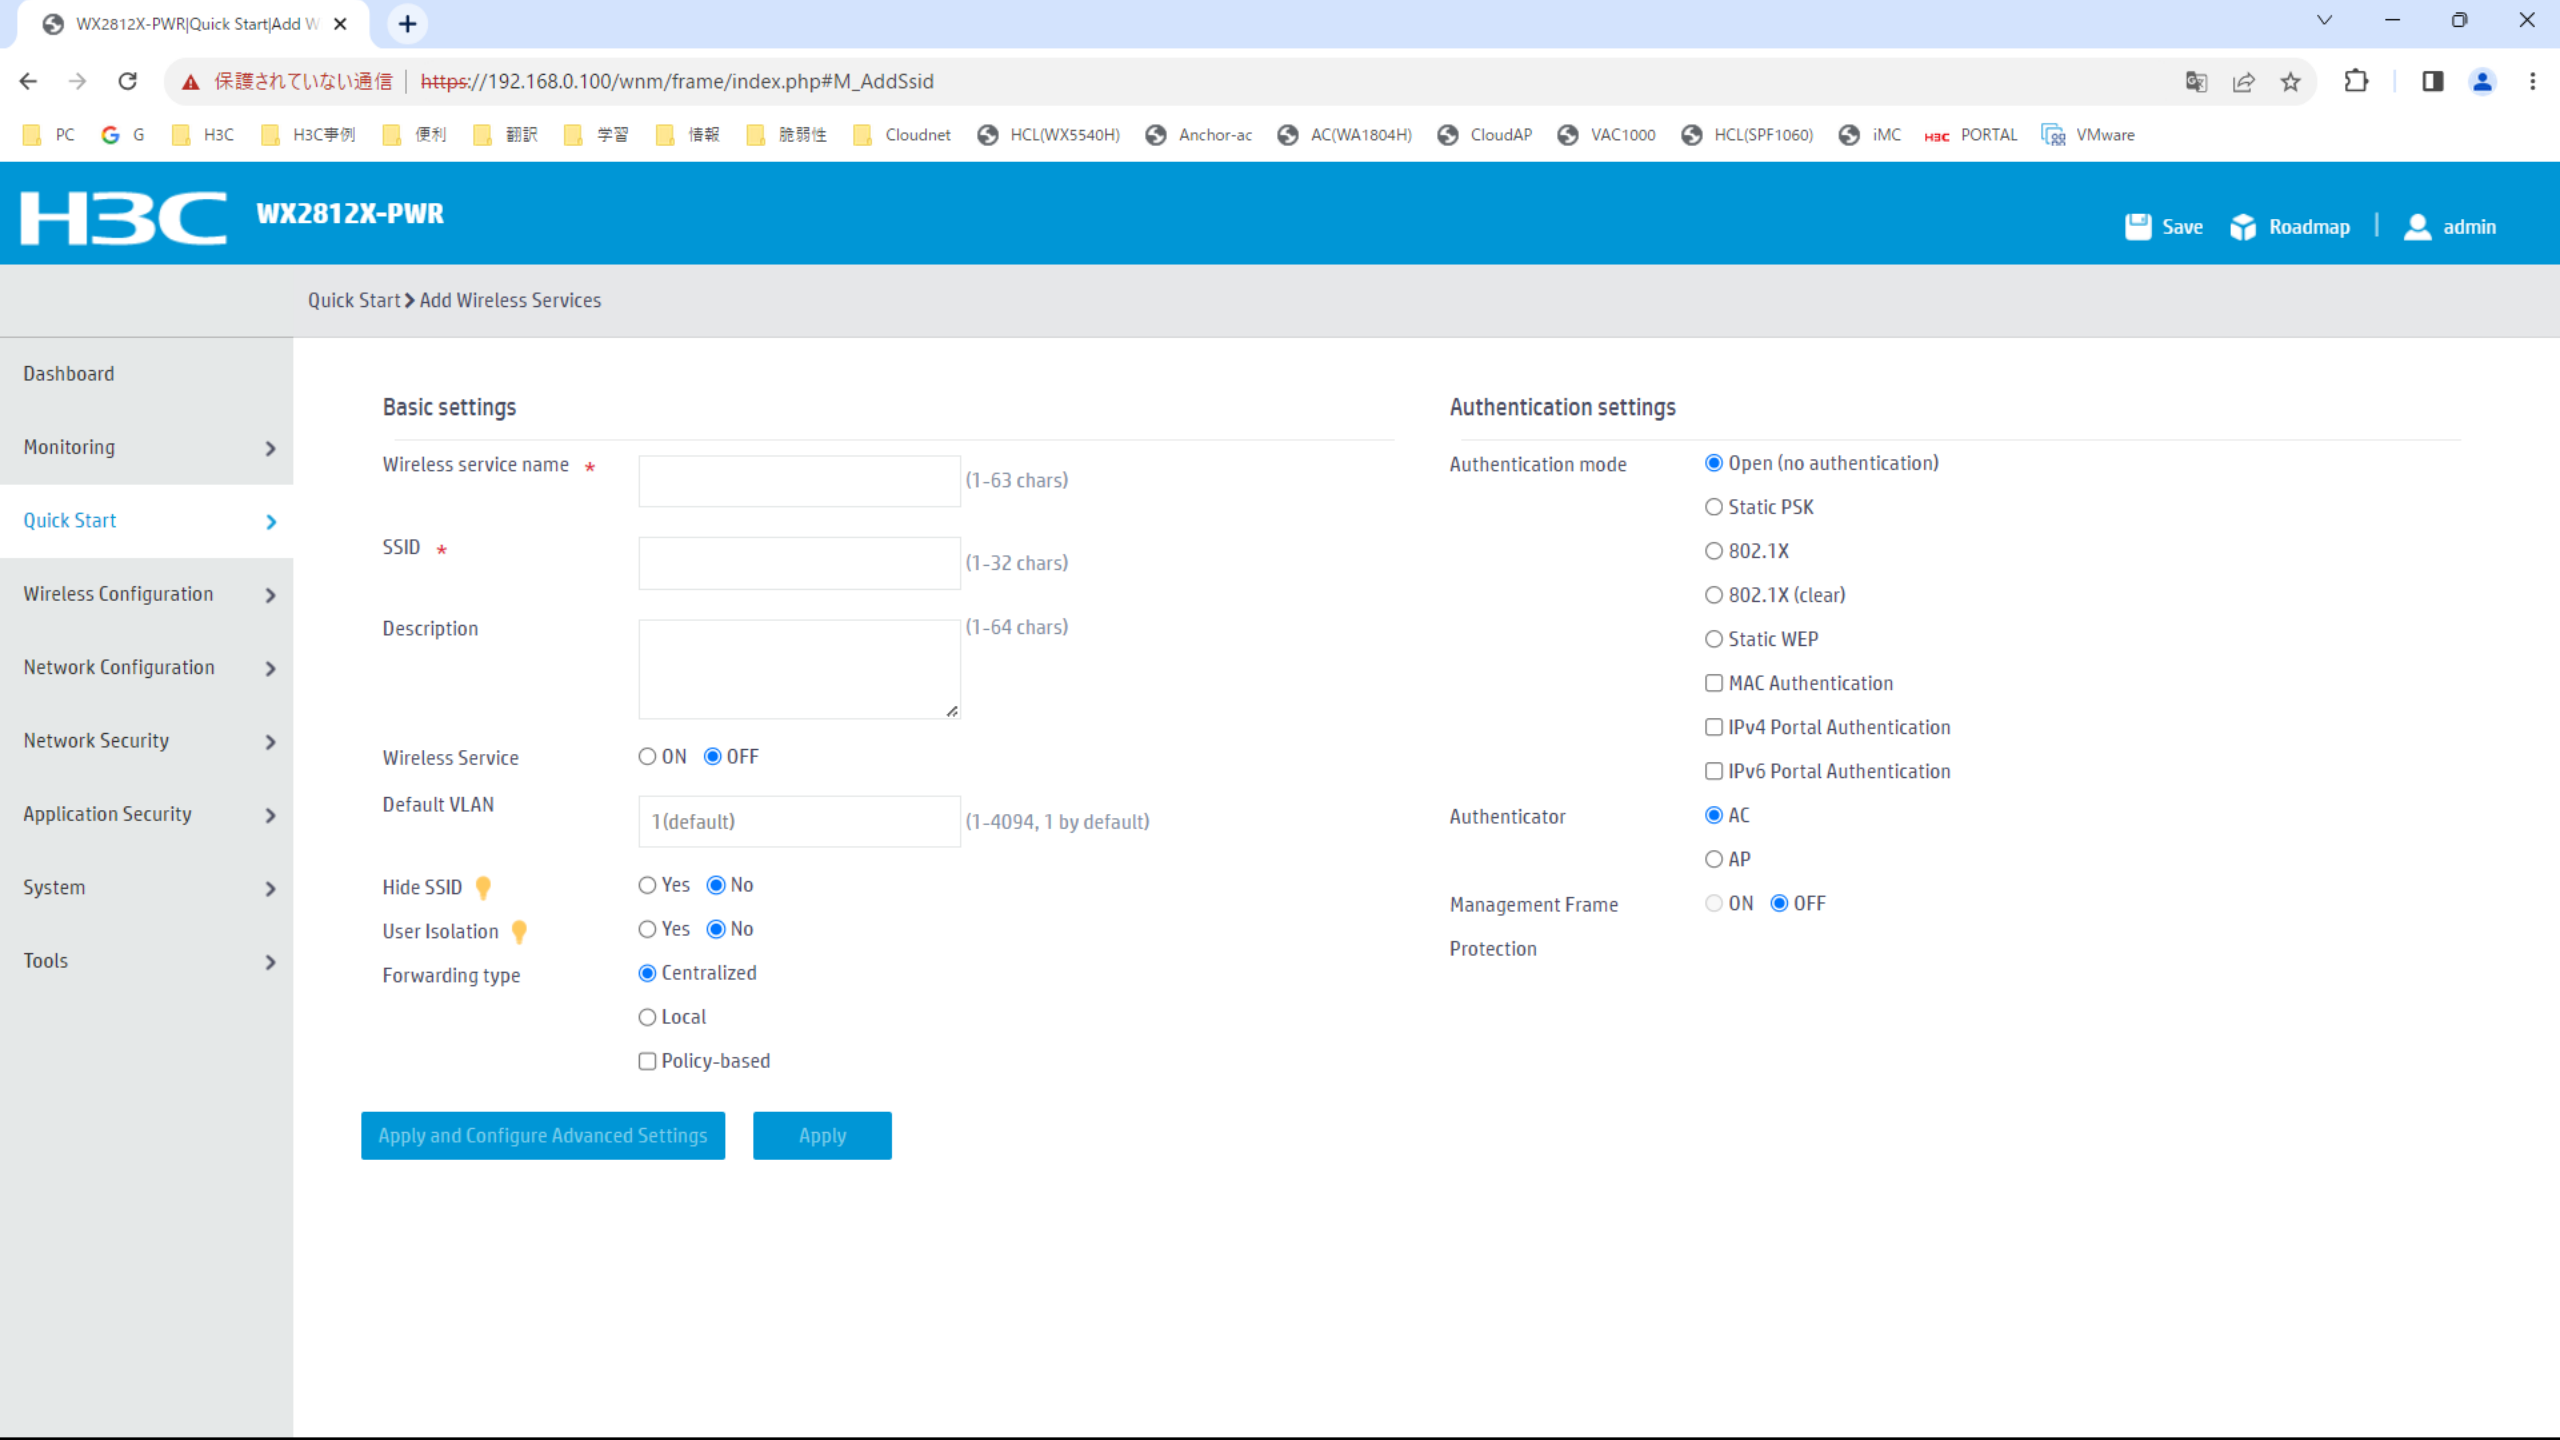 WX2812X-PWR|Quick Start|Add W
保護されていない通信 https://192.168.0.100/wnm/frame/index.php#M_AddSsid
PC G H3C H3C事例 便利 翻訳 学習 情報 脆弱性 Cloudnet HCL(WX5540H) Anchor-ac AC(WA1804H) CloudAP VAC1000 HCL(SPF1060) iMC H3C PORTAL VMware
H3C WX2812X-PWR
Save Roadmap | admin
Quick Start > Add Wireless Services
Dashboard
Monitoring
Quick Start
Wireless Configuration
Network Configuration
Network Security
Application Security
System
Tools
Basic settings
Wireless service name * (1-63 chars)
SSID * (1-32 chars)
Description (1-64 chars)
Wireless Service ON OFF
Default VLAN 1(default) (1-4094, 1 by default)
Hide SSID Yes No
User Isolation Yes No
Forwarding type Centralized
Local
Policy-based
Apply and Configure Advanced Settings Apply
Authentication settings
Authentication mode Open (no authentication)
Static PSK
802.1X
802.1X (clear)
Static WEP
MAC Authentication
IPv4 Portal Authentication
IPv6 Portal Authentication
Authenticator AC
AP
Management Frame ON OFF
Protection